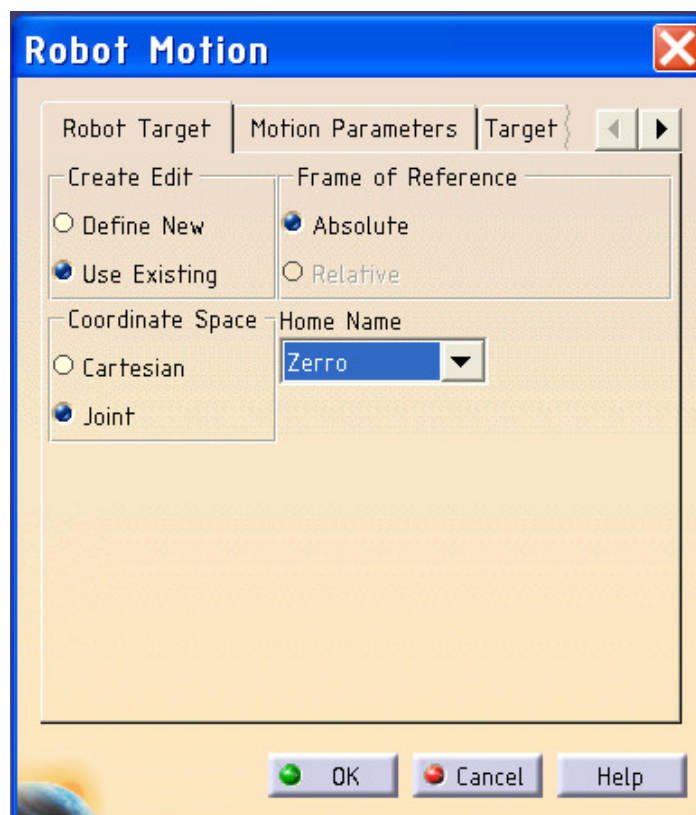 Robot Motion
Robot Target Motion Parameters Target
Create Edit Frame of Reference
Define New Absolute
Use Existing Relative
Coordinate Space Home Name
Cartesian Zerro
Joint
OK Cancel Help